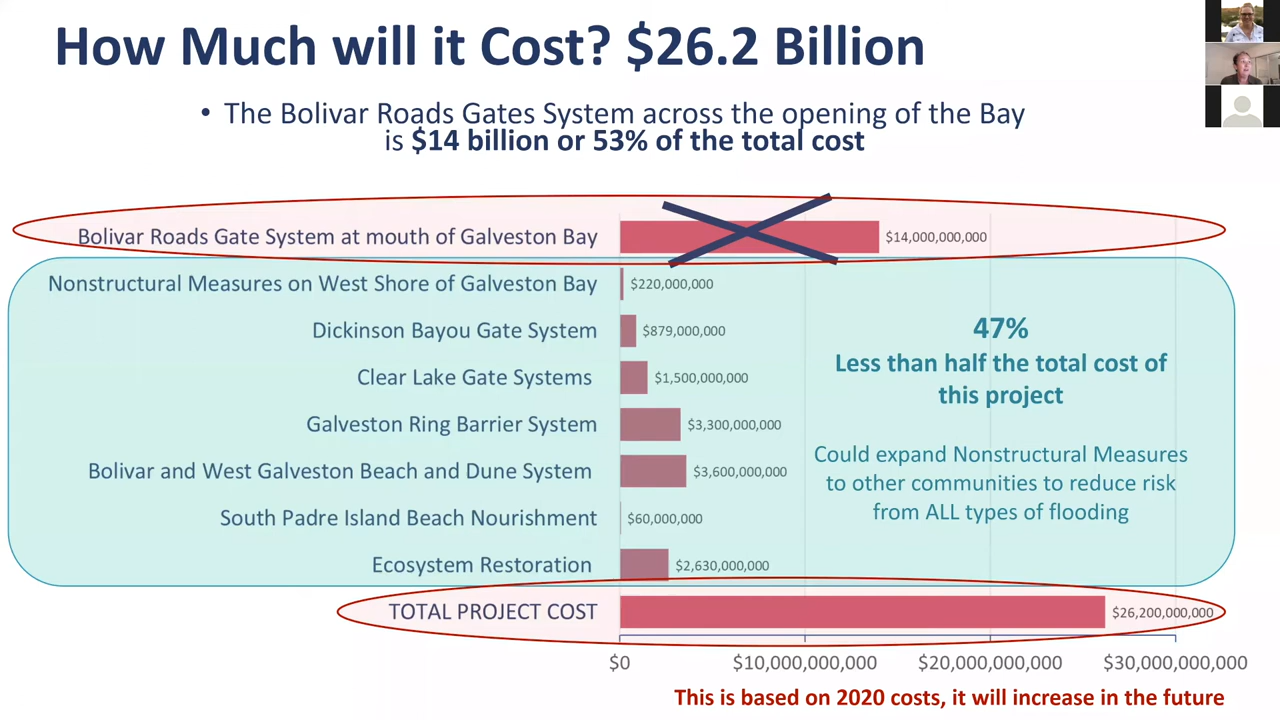 How Much will it Cost? $26.2 Billion
• The Bolivar Roads Gates System across the opening of the Bay
is $14 billion or 53% of the total cost
Bolivar Roads Gate System at mouth of Galveston Bay $14,000,000,000
Nonstructural Measures on West Shore of Galveston Bay $220,000,000
Dickinson Bayou Gate System $879,000,000
Clear Lake Gate Systems $1,500,000,000
Galveston Ring Barrier System $3,300,000,000
Bolivar and West Galveston Beach and Dune System $3,600,000,000
South Padre Island Beach Nourishment $60,000,000
Ecosystem Restoration $2,630,000,000
TOTAL PROJECT COST $26,200,000,000
47%
Less than half the total cost of
this project
Could expand Nonstructural Measures
to other communities to reduce risk
from ALL types of flooding
$0 $10,000,000,000 $20,000,000,000 $30,000,000,000
This is based on 2020 costs, it will increase in the future